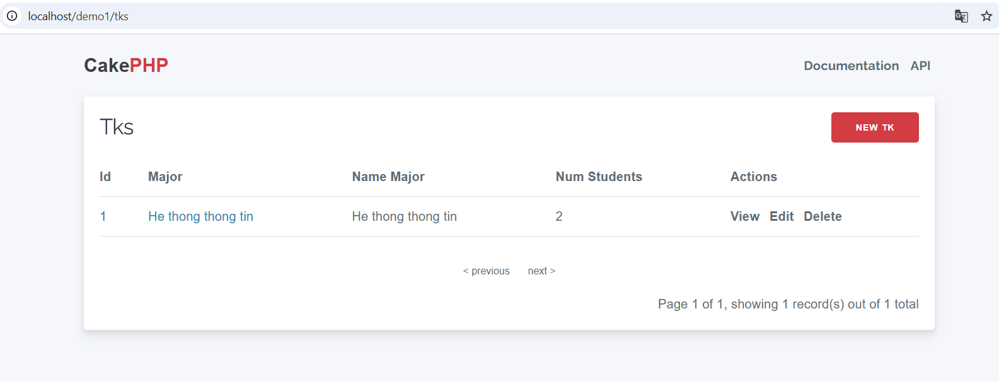 localhost/demo1/tks
CakePHP Documentation API
Tks NEW TK
Id Major Name Major Num Students Actions
1 He thong thong tin He thong thong tin 2 View Edit Delete
< previous next >
Page 1 of 1, showing 1 record(s) out of 1 total